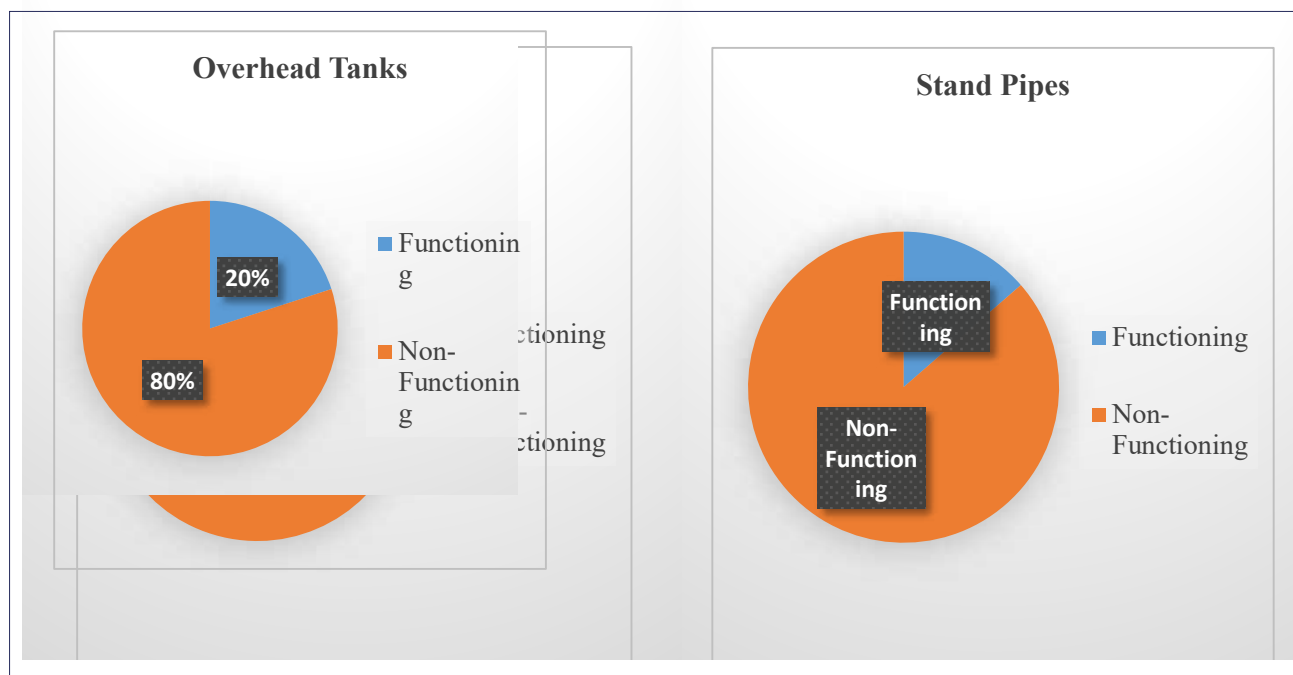 Overhead Tanks
20%
80%
Functionin
g
Non-
Functionin
g
ctioning
-
ctioning
Stand Pipes
Function
ing
Non-
Function
ing
Functioning
Non-
Functioning